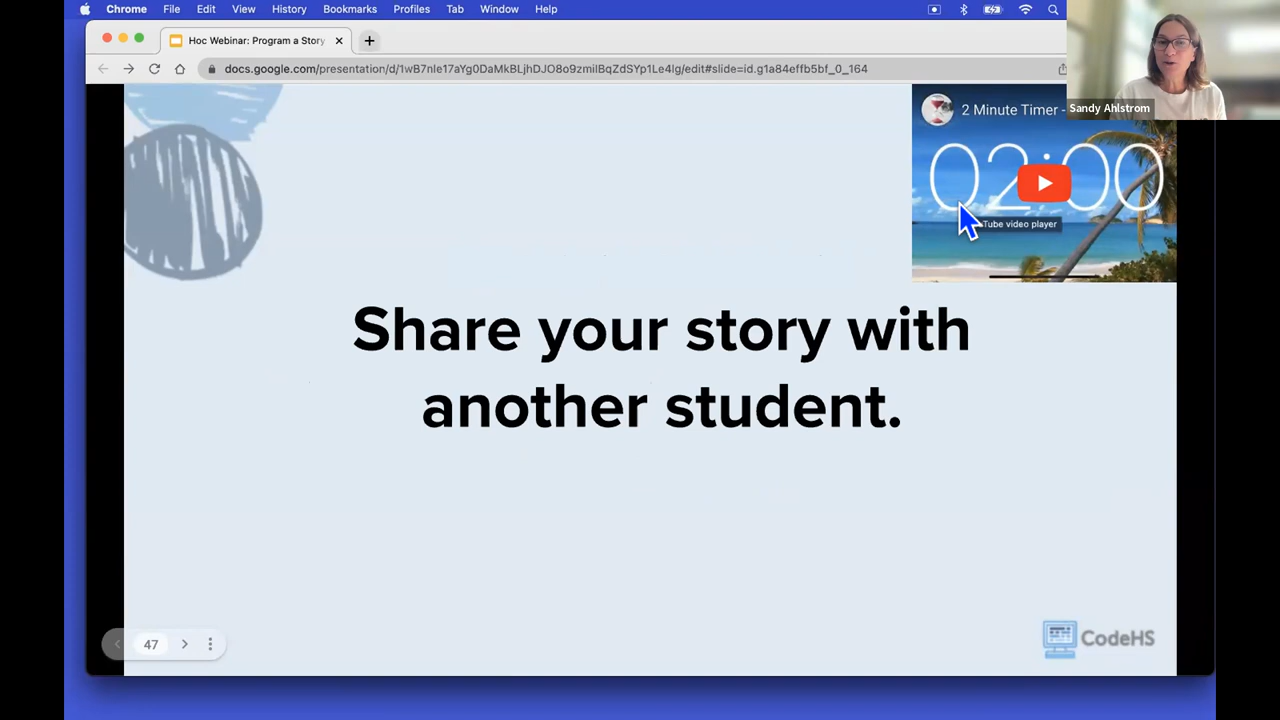 Chrome File Edit View History Bookmarks Profiles Tab Window Help
Hoc Webinar: Program a Story
docs.google.com/presentation/d/1wB7nIe17aYg0DaMkBLjhDJO8o9zmiIBqZdSYp1Le4Ig/edit#slide=id.g1a84effb5bf_0_164
Sandy Ahlstrom
2 Minute Timer -
02:00
Tube video player
Share your story with
another student.
47
CodeHS